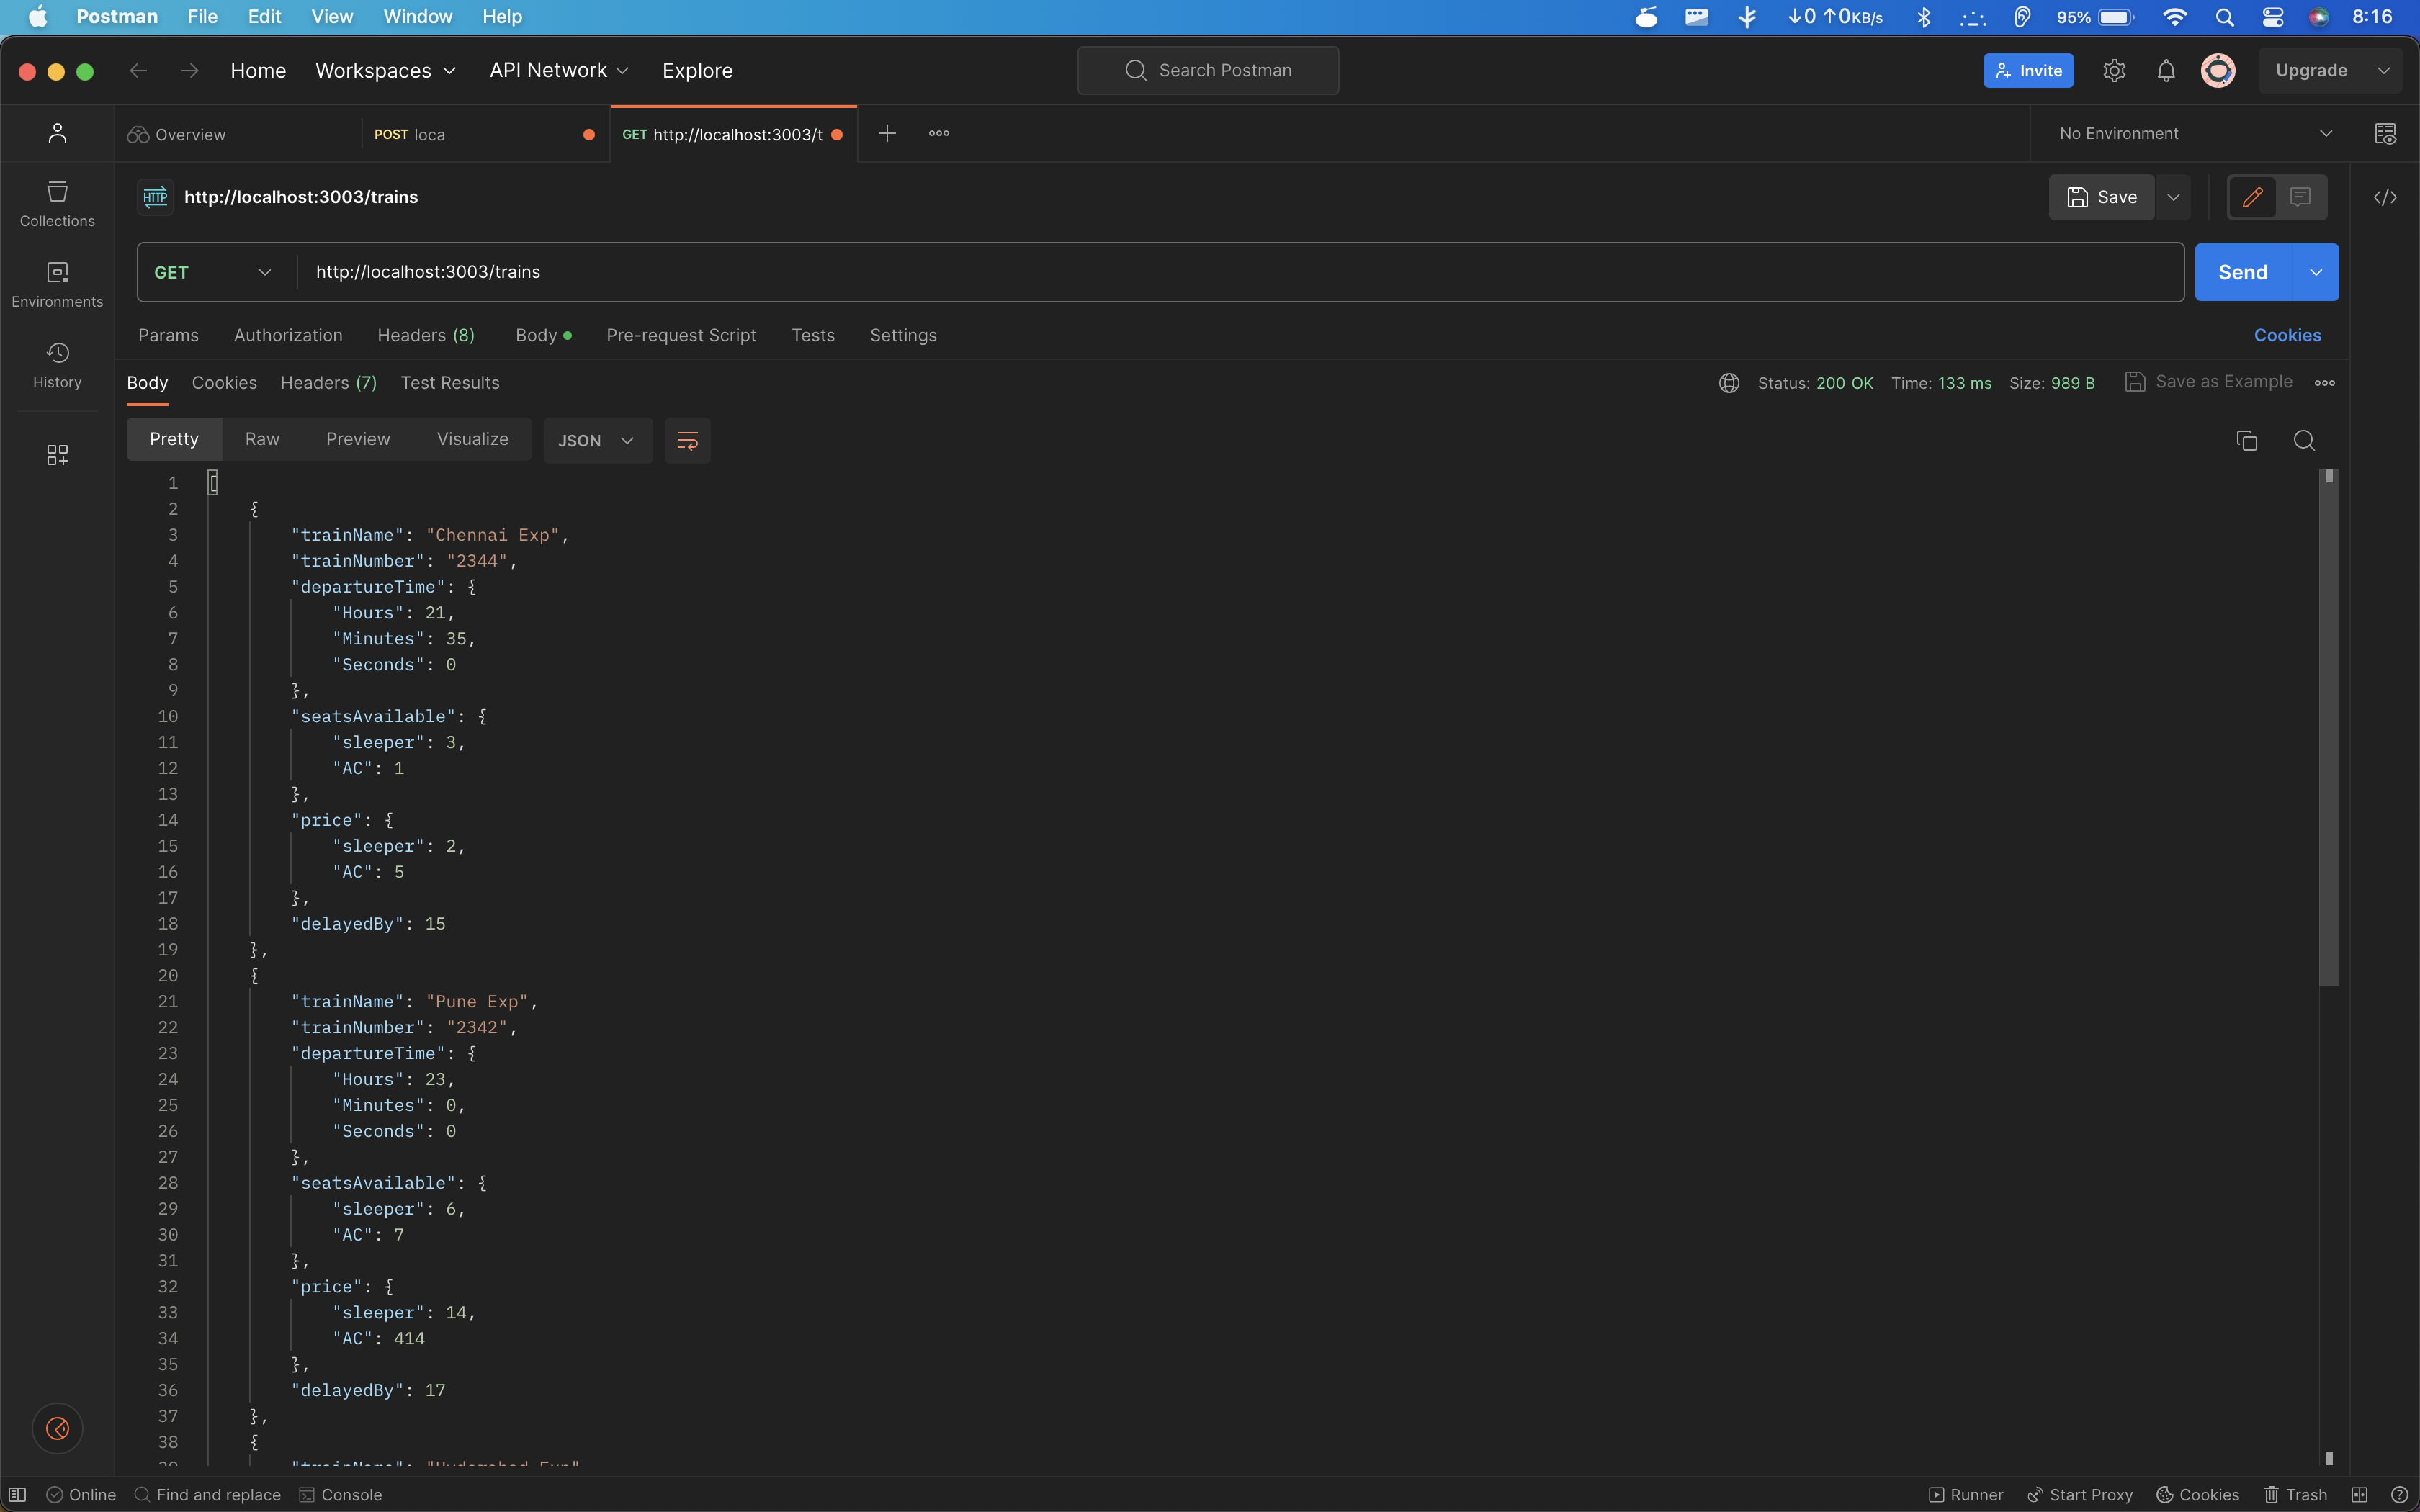 Postman File Edit View Window Help ↓0 ↑0KB/s 95% 8:16
Home Workspaces API Network Explore Search Postman Invite Upgrade
Overview POST loca GET http://localhost:3003/t No Environment
HTTP http://localhost:3003/trains Save
Collections
GET http://localhost:3003/trains Send
Environments
Params Authorization Headers (8) Body Pre-request Script Tests Settings Cookies
History
Body Cookies Headers (7) Test Results Status: 200 OK Time: 133 ms Size: 989 B Save as Example
Pretty Raw Preview Visualize JSON
1 [
2 {
3 "trainName": "Chennai Exp",
4 "trainNumber": "2344",
5 "departureTime": {
6 "Hours": 21,
7 "Minutes": 35,
8 "Seconds": 0
9 },
10 "seatsAvailable": {
11 "sleeper": 3,
12 "AC": 1
13 },
14 "price": {
15 "sleeper": 2,
16 "AC": 5
17 },
18 "delayedBy": 15
19 },
20 {
21 "trainName": "Pune Exp",
22 "trainNumber": "2342",
23 "departureTime": {
24 "Hours": 23,
25 "Minutes": 0,
26 "Seconds": 0
27 },
28 "seatsAvailable": {
29 "sleeper": 6,
30 "AC": 7
31 },
32 "price": {
33 "sleeper": 14,
34 "AC": 414
35 },
36 "delayedBy": 17
37 },
38 {
Online Find and replace Console Runner Start Proxy Cookies Trash